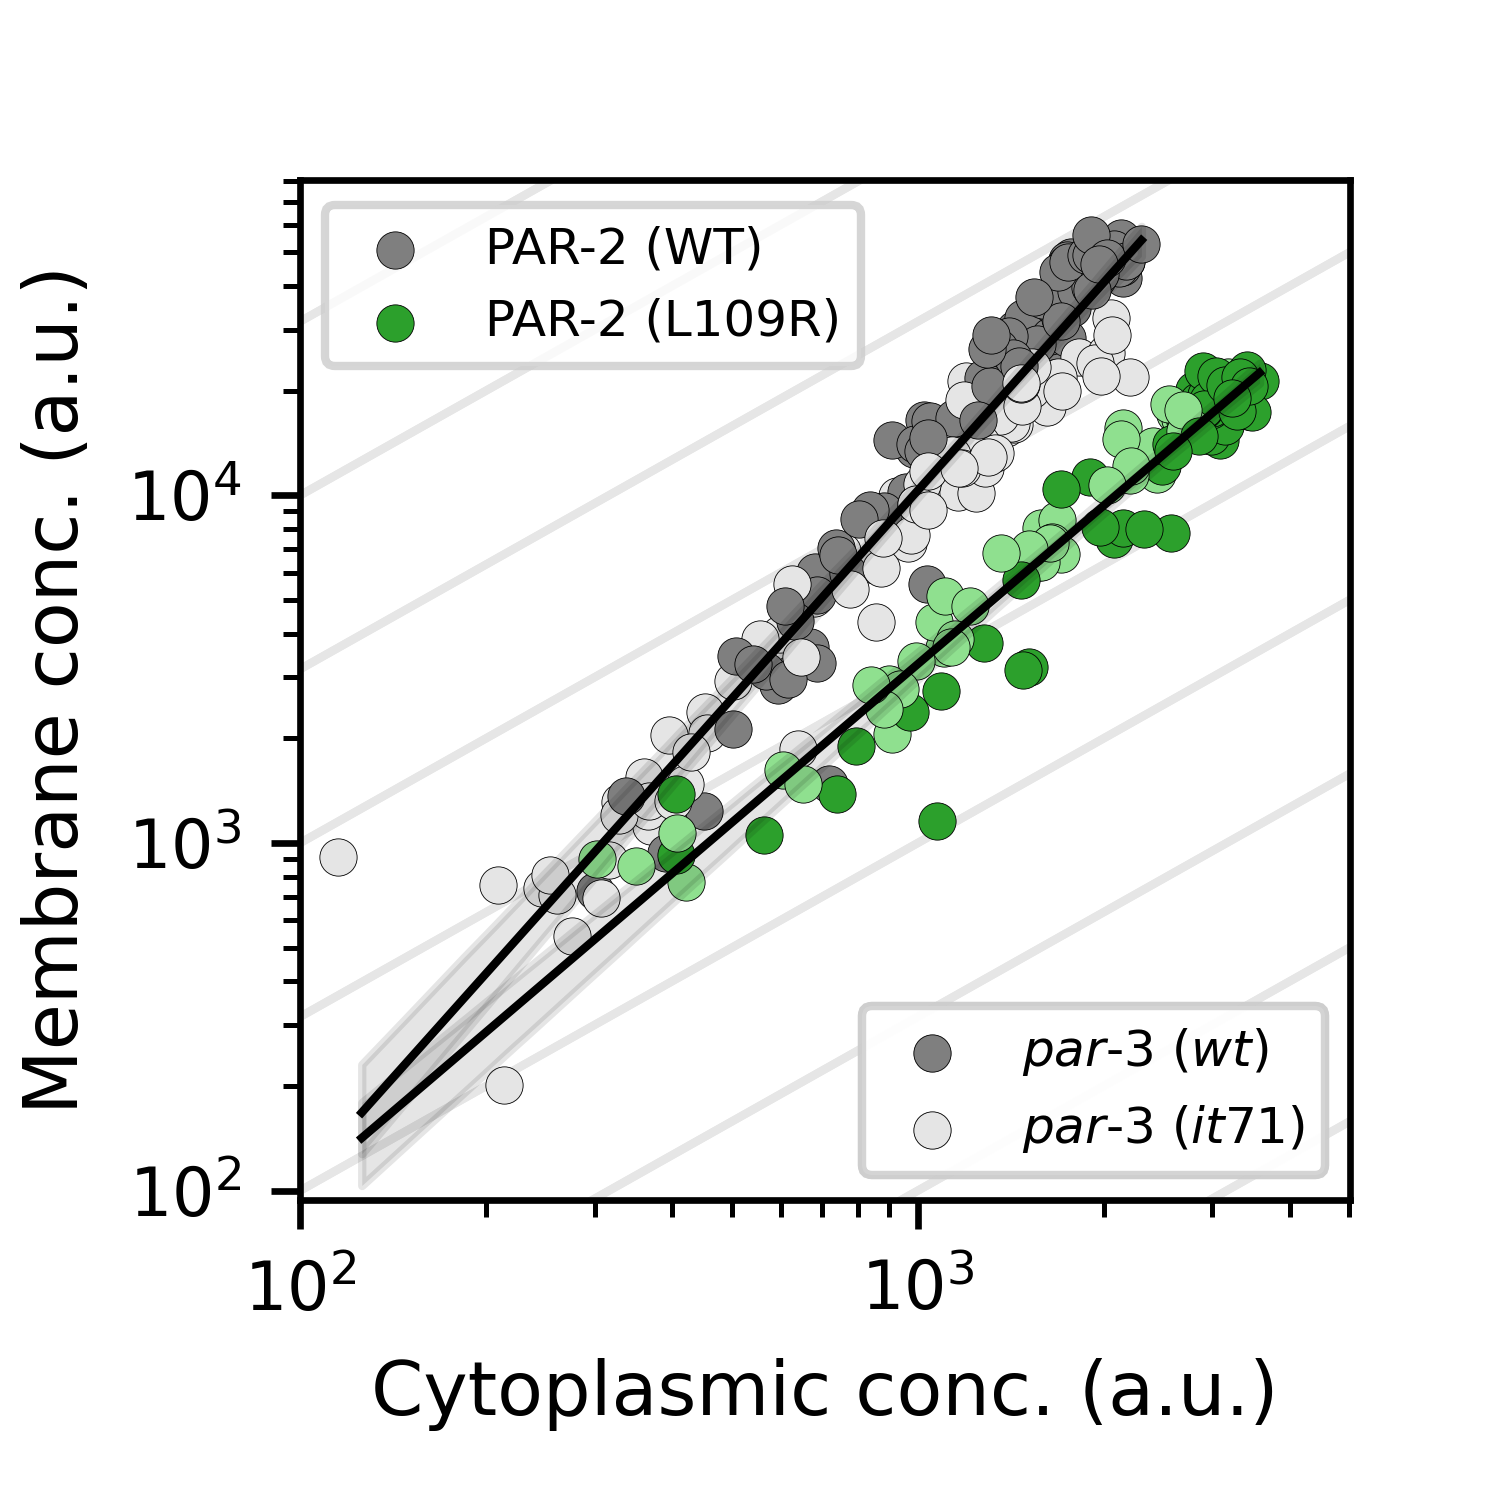 PAR-2 (WT)
PAR-2 (L109R)
Membrane conc. (a.u.)
10⁴
10³
10²
par-3 (wt)
par-3 (it71)
10² 10³
Cytoplasmic conc. (a.u.)